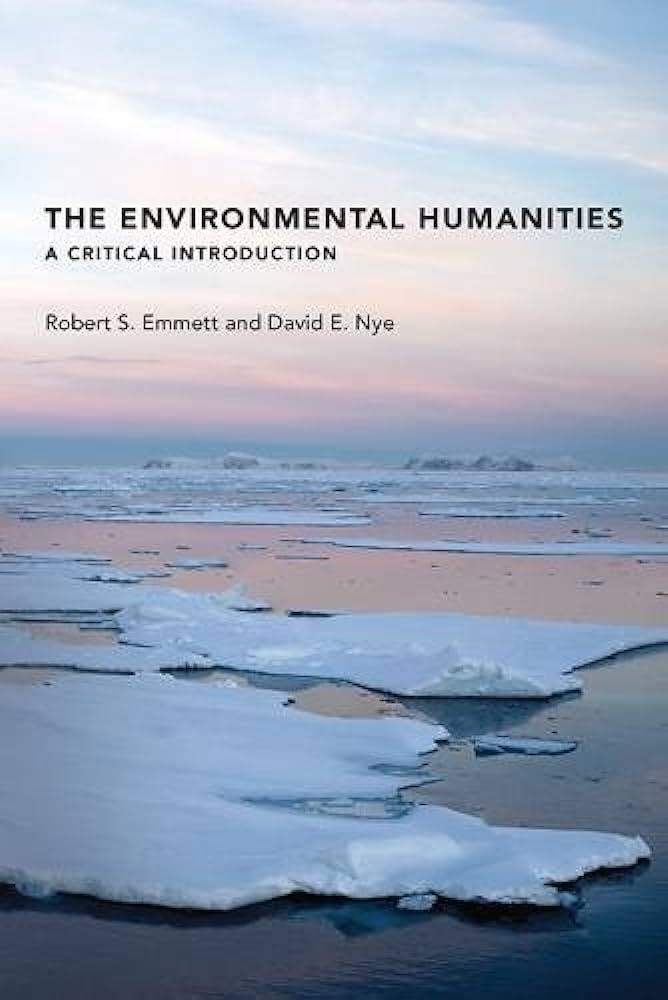 THE ENVIRONMENTAL HUMANITIES
A CRITICAL INTRODUCTION
Robert S. Emmett and David E. Nye